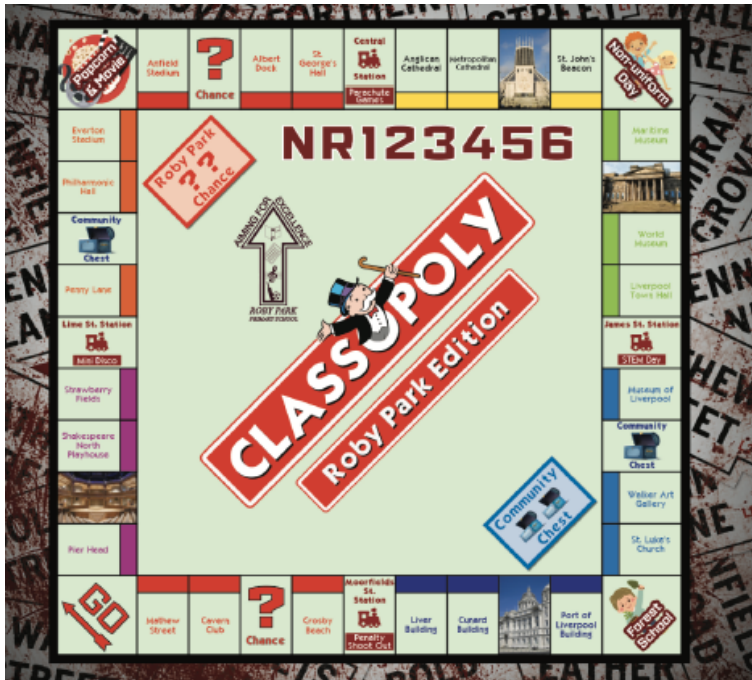 Popcorn
& Movie
Anfield
Stadium
?
Chance
Albert
Dock
St.
George's
Hall
Central
Station
Parachute
Games
Anglican
Cathedral
Metropolitan
Cathedral
St. John's
Beacon
Non-uniform
Day
Everton
Stadium
Philharmonic
Hall
Community
Chest
Penny Lane
Lime St. Station
Mini Disco
Strawberry
Fields
Shakespeare
North
Playhouse
Pier Head
Roby Park
? ?
Chance
NR123456
AIMING FOR
EXCELLENCE
ROBY PARK
PRIMARY SCHOOL
CLASSOPOLY
Roby Park Edition
Community
Chest
Maritime
Museum
World
Museum
Liverpool
Town Hall
James St. Station
STEM Day
Museum of
Liverpool
Community
Chest
Walker Art
Gallery
St. Luke's
Church
GO
Mathew
Street
Cavern
Club
?
Chance
Crosby
Beach
Moorfields
St.
Station
Penalty
Shoot Out
Liver
Building
Cunard
Building
Port of
Liverpool
Building
Forest
School